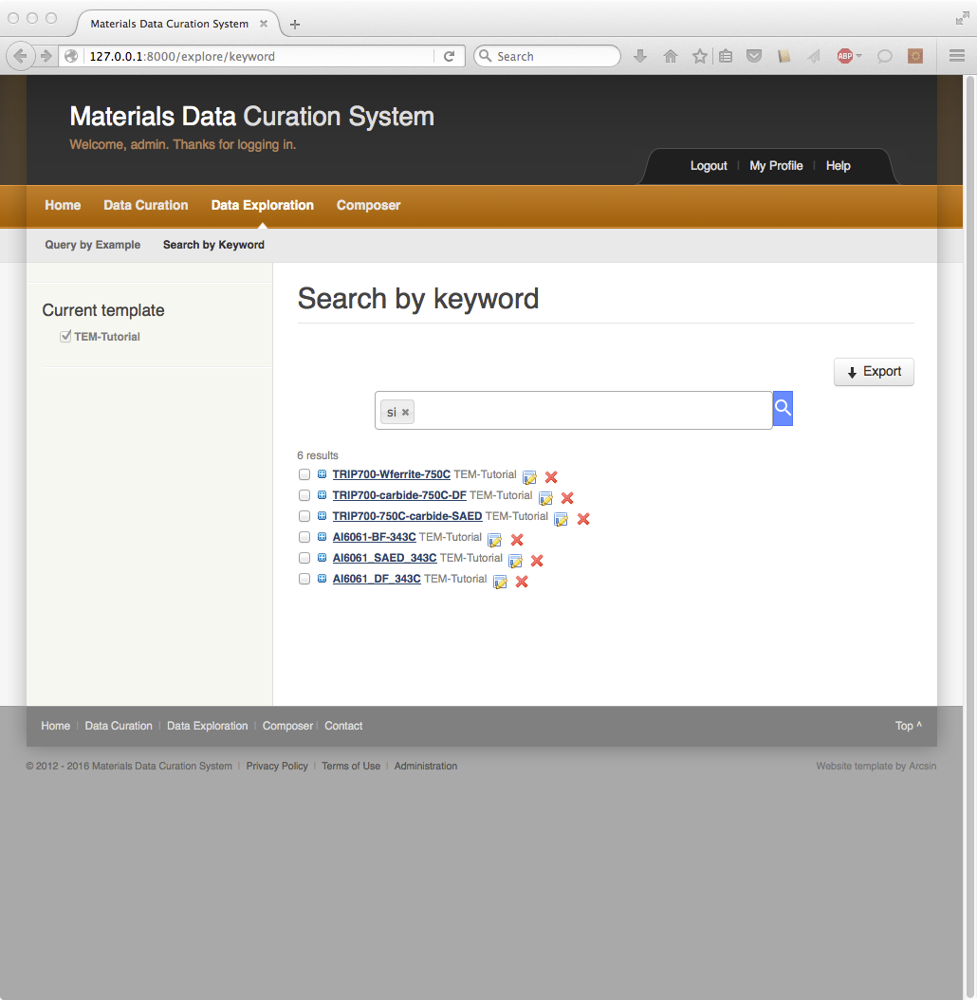 Materials Data Curation System
127.0.0.1:8000/explore/keyword
Search
ABP
Materials Data Curation System
Welcome, admin. Thanks for logging in.
Logout | My Profile | Help
Home Data Curation Data Exploration Composer
Query by Example Search by Keyword
Current template
TEM-Tutorial
Search by keyword
Export
si
6 results
TRIP700-Wferrite-750C TEM-Tutorial
TRIP700-carbide-750C-DF TEM-Tutorial
TRIP700-750C-carbide-SAED TEM-Tutorial
Al6061-BF-343C TEM-Tutorial
Al6061_SAED_343C TEM-Tutorial
Al6061_DF_343C TEM-Tutorial
Home | Data Curation | Data Exploration | Composer | Contact Top ^
© 2012 - 2016 Materials Data Curation System | Privacy Policy | Terms of Use | Administration Website template by Arcsin